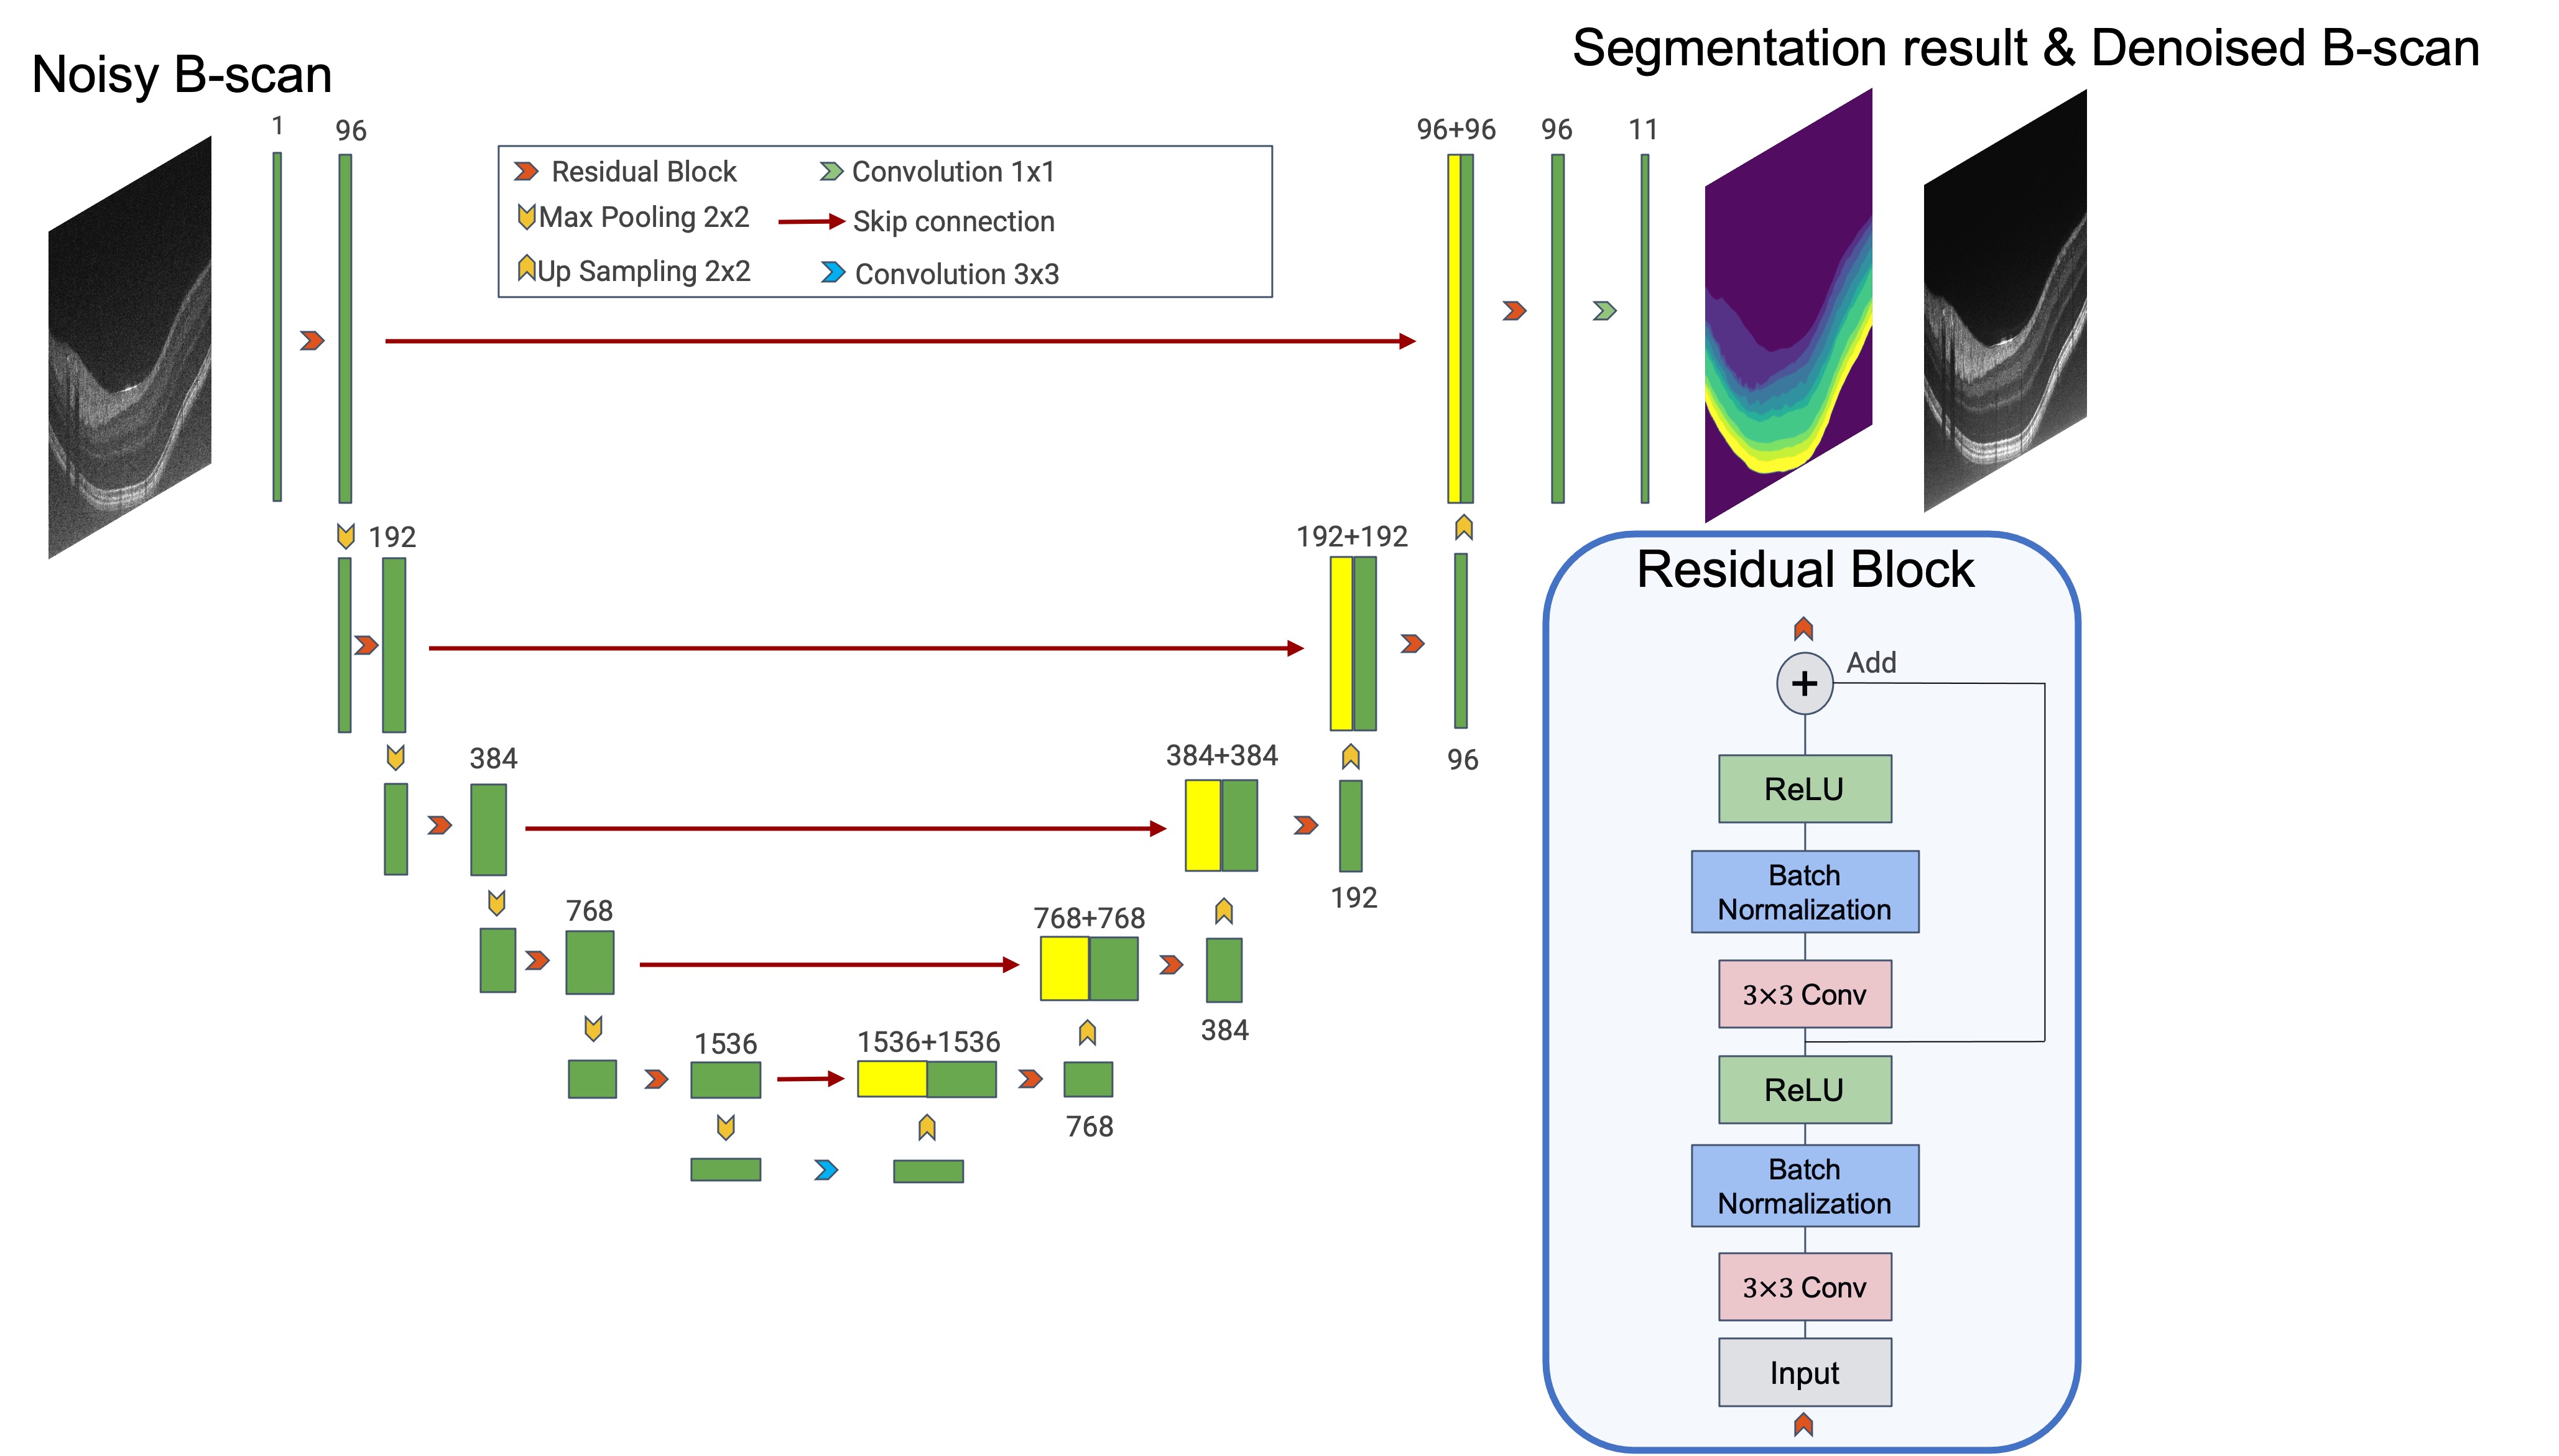 Noisy B-scan
Segmentation result & Denoised B-scan
1
96
96+96
96
11
Residual Block
Convolution 1x1
Max Pooling 2x2
Skip connection
Up Sampling 2x2
Convolution 3x3
192
192+192
96
384
384+384
192
768
768+768
384
1536
1536+1536
768
Residual Block
Add
+
ReLU
Batch
Normalization
3×3 Conv
ReLU
Batch
Normalization
3×3 Conv
Input